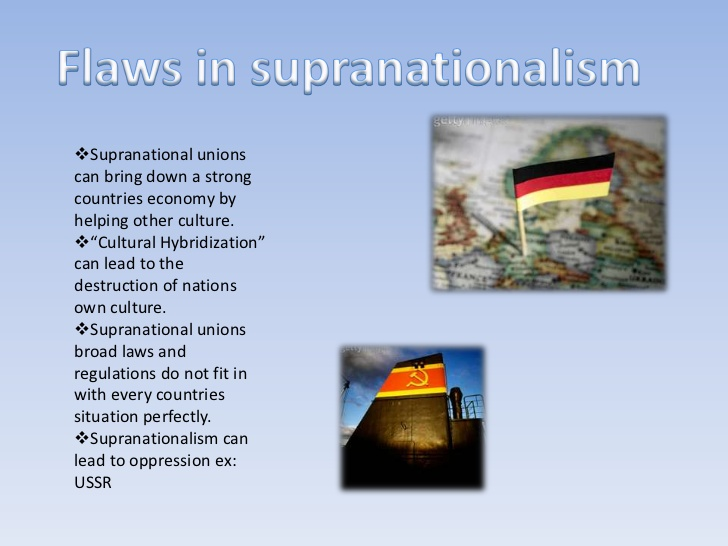 Flaws in supranationalism
❖Supranational unions
can bring down a strong
countries economy by
helping other culture.
❖“Cultural Hybridization”
can lead to the
destruction of nations
own culture.
❖Supranational unions
broad laws and
regulations do not fit in
with every countries
situation perfectly.
❖Supranationalism can
lead to oppression ex:
USSR